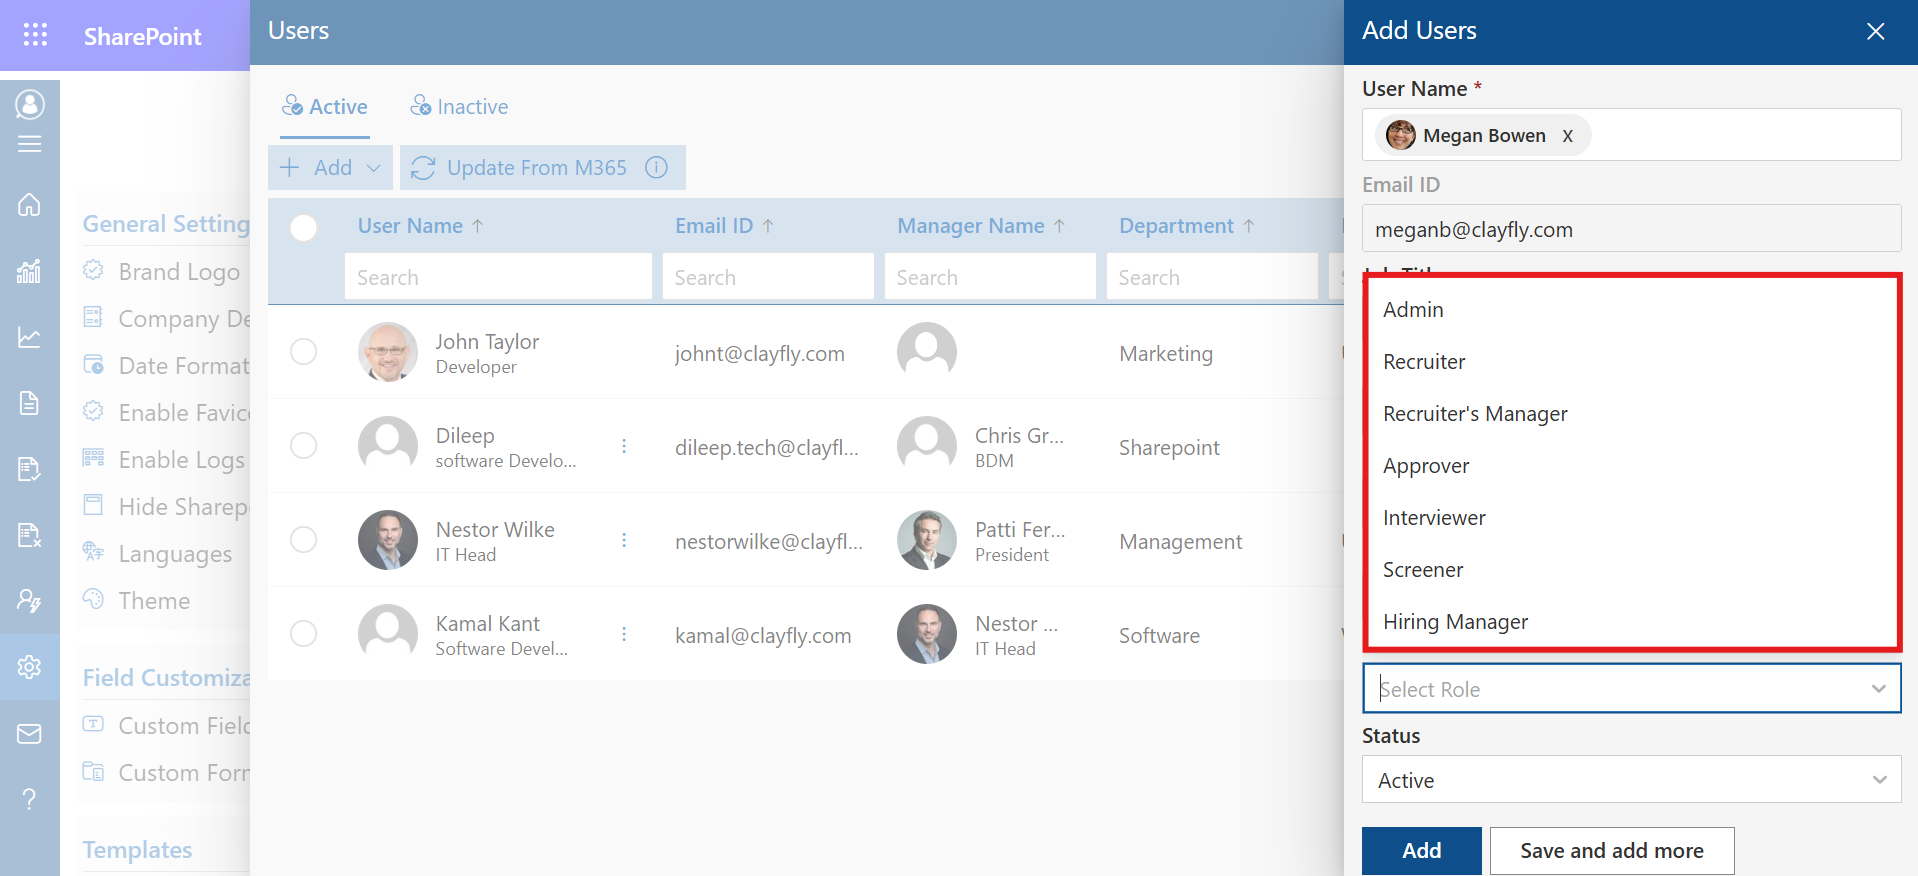 SharePoint
General Setting
Brand Logo
Company De
Date Format
Enable Favic
Enable Logs
Hide Sharep
Languages
Theme
Field Customiza
Custom Field
Custom Forr
Templates
Users
Active
Inactive
Add
Update From M365
User Name ↑
Email ID ↑
Manager Name ↑
Department ↑
Search
Search
Search
Search
John Taylor
Developer
johnt@clayfly.com
Marketing
Dileep
software Develo...
dileep.tech@clayfl...
Chris Gr...
BDM
Sharepoint
Nestor Wilke
IT Head
nestorwilke@clayfl...
Patti Fer...
President
Management
Kamal Kant
Software Devel...
kamal@clayfly.com
Nestor ...
IT Head
Software
Add Users
User Name *
Megan Bowen X
Email ID
meganb@clayfly.com
Admin
Recruiter
Recruiter's Manager
Approver
Interviewer
Screener
Hiring Manager
Select Role
Status
Active
Add
Save and add more